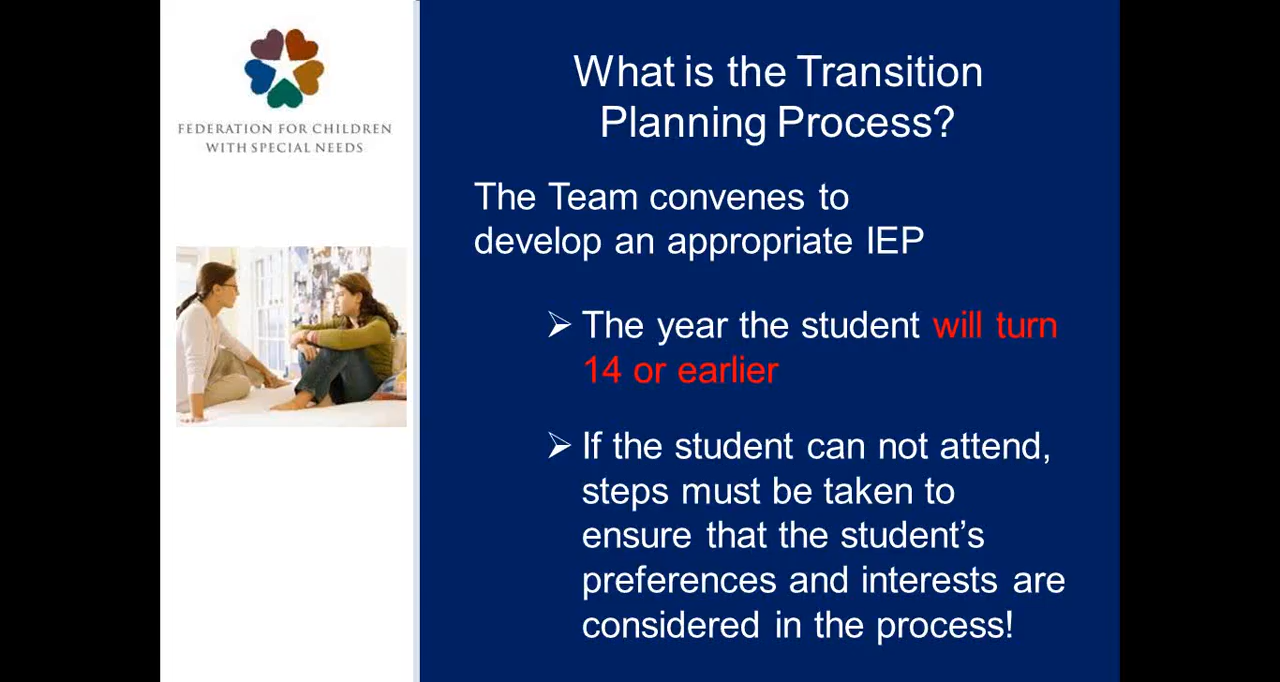 FEDERATION FOR CHILDREN
WITH SPECIAL NEEDS
What is the Transition
Planning Process?
The Team convenes to
develop an appropriate IEP
➢ The year the student will turn
14 or earlier
➢ If the student can not attend,
steps must be taken to
ensure that the student’s
preferences and interests are
considered in the process!